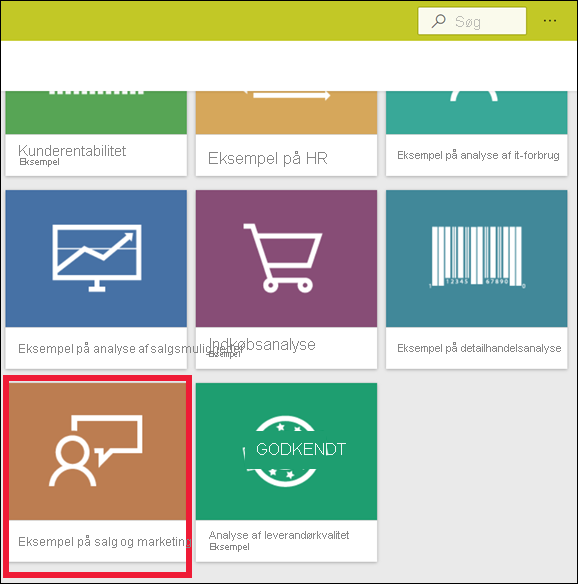 Søg
Kunderentabilitet
Eksempel
Eksempel på HR
Eksempel på analyse af it-forbrug
Eksempel på analyse af salgsmuligheder
Indkøbsanalyse
Eksempel
1 12345 67890 0
Eksempel på detailhandelsanalyse
Eksempel på salg og marketing
GODKENDT
Analyse af leverandørkvalitet
Eksempel